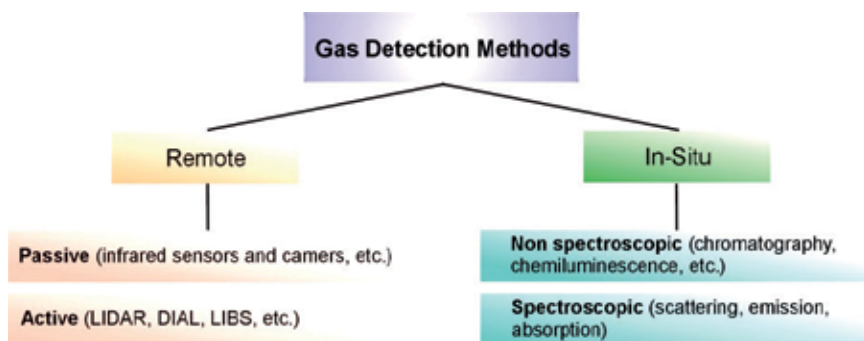 Gas Detection Methods
Remote
In-Situ
Passive (infrared sensors and camers, etc.)
Active (LIDAR, DIAL, LIBS, etc.)
Non spectroscopic (chromatography,
chemiluminescence, etc.)
Spectroscopic (scattering, emission,
absorption)